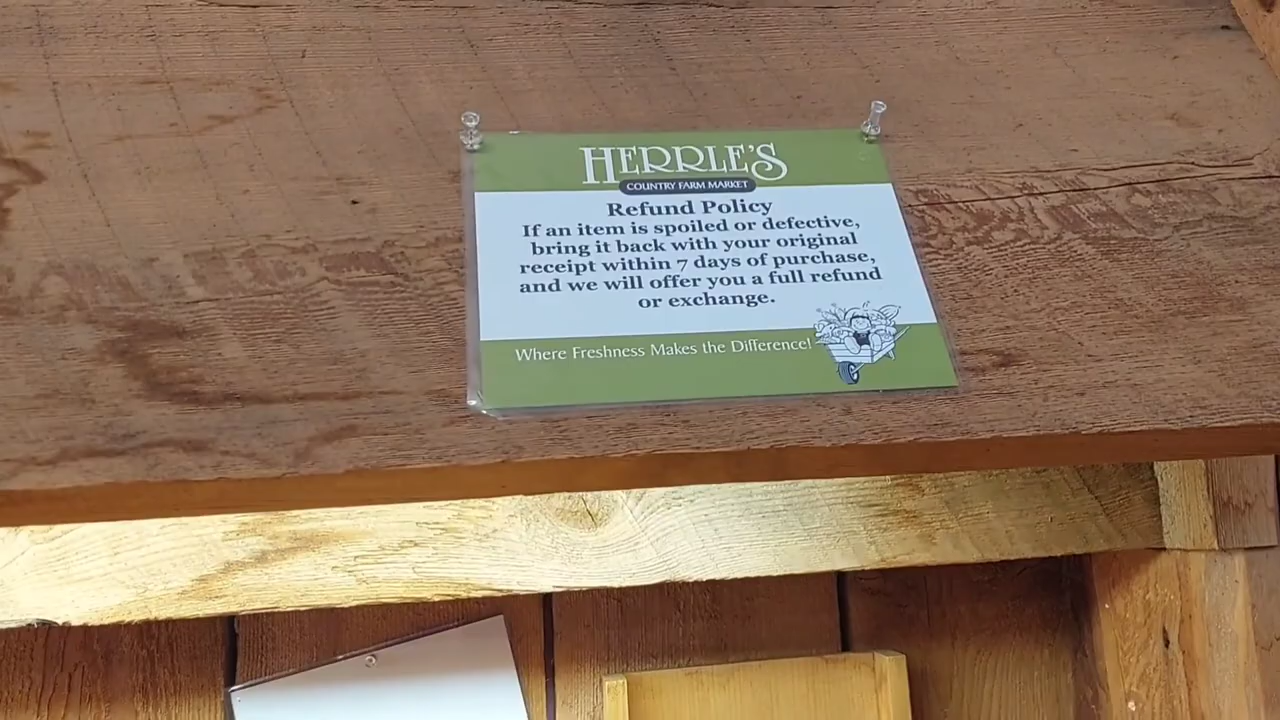 HERRLE'S
COUNTRY FARM MARKET
Refund Policy
If an item is spoiled or defective,
bring it back with your original
receipt within 7 days of purchase,
and we will offer you a full refund
or exchange.
Where Freshness Makes the Difference!